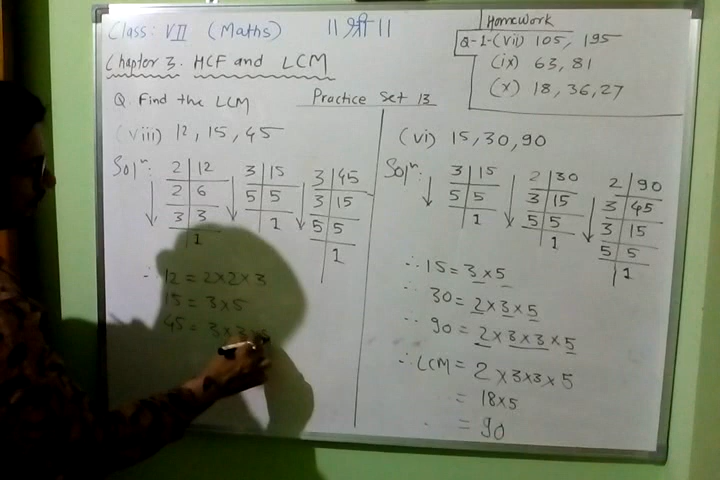 Class: VII (Maths) ॥ श्री ॥
Chapter 3. HCF and LCM
Q Find the LCM Practice Set 13
Homework
Q-1-(vii) 105, 195
(ix) 63, 81
(x) 18, 36, 27
(viii) 12, 15, 45
Solⁿ:
2 | 12
2 | 6
3 | 3
1
3 | 15
5 | 5
1
3 | 45
3 | 15
5 | 5
1
∴ 12 = 2×2×3
15 = 3×5
45 = 3×3×
(vi) 15, 30, 90
Solⁿ:
3 | 15
5 | 5
1
2 | 30
3 | 15
5 | 5
1
2 | 90
3 | 45
3 | 15
5 | 5
1
∴ 15 = 3×5
∴ 30 = 2×3×5
∴ 90 = 2×3×3×5
∴ LCM = 2×3×3×5
= 18×5
= 90